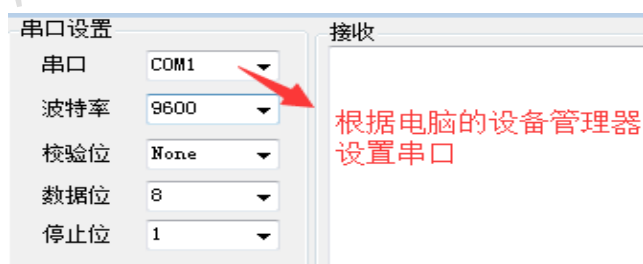 串口设置
接收
串口 COM1
波特率 9600
校验位 None
数据位 8
停止位 1
根据电脑的设备管理器
设置串口